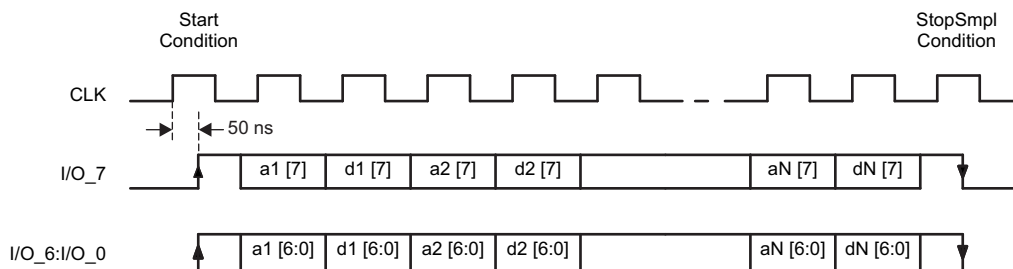 Start
Condition
StopSmpl
Condition
CLK
50 ns
I/O_7
a1 [7]
d1 [7]
a2 [7]
d2 [7]
aN [7]
dN [7]
I/O_6:I/O_0
a1 [6:0]
d1 [6:0]
a2 [6:0]
d2 [6:0]
aN [6:0]
dN [6:0]